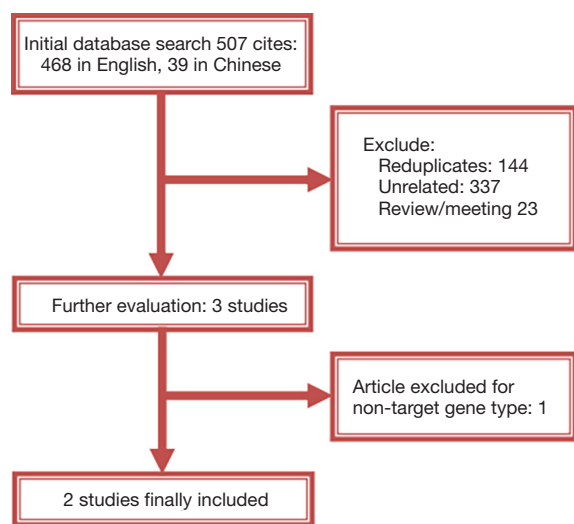 Initial database search 507 cites:
468 in English, 39 in Chinese
Exclude:
Reduplicates: 144
Unrelated: 337
Review/meeting 23
Further evaluation: 3 studies
Article excluded for
non-target gene type: 1
2 studies finally included